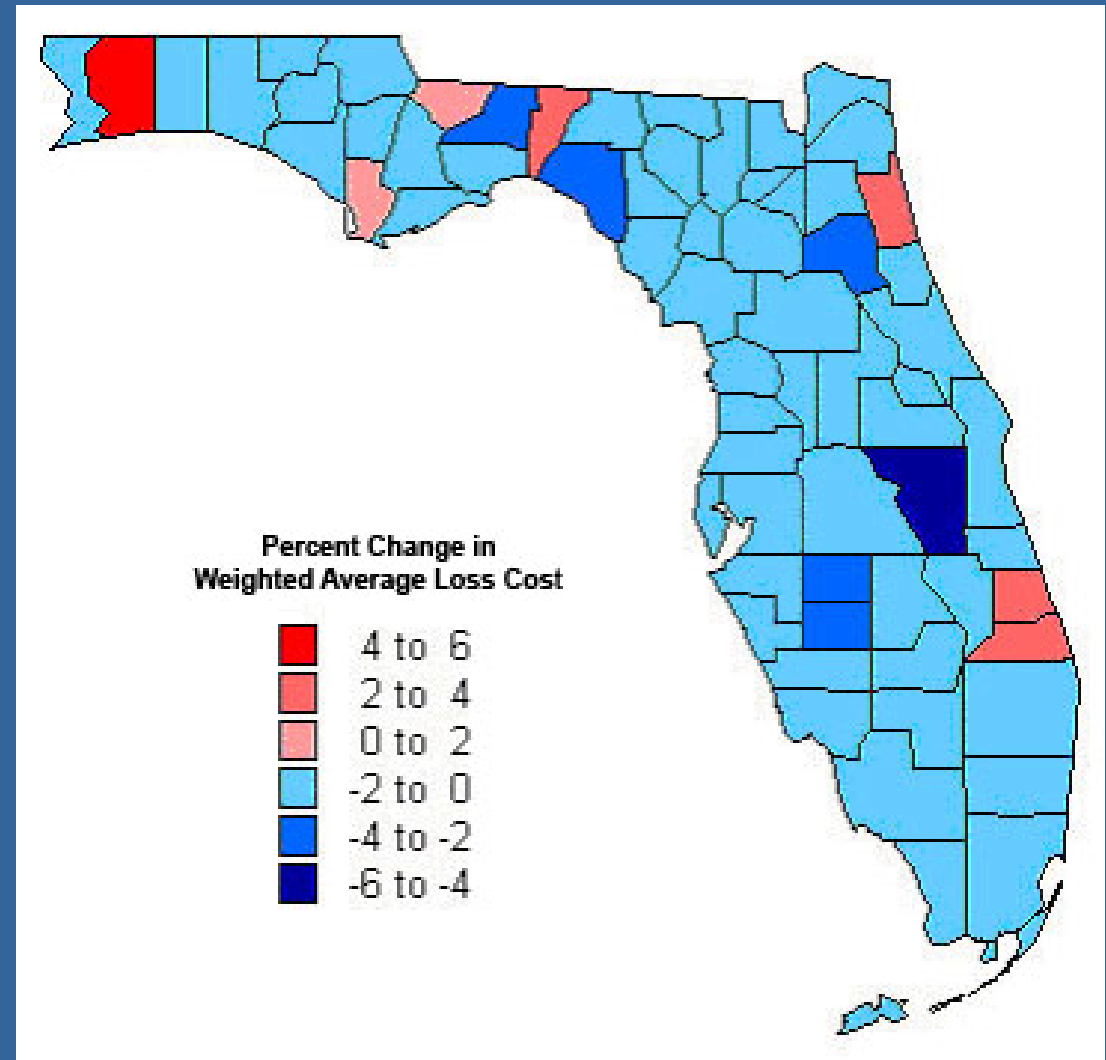 Percent Change in
Weighted Average Loss Cost
4 to 6
2 to 4
0 to 2
-2 to 0
-4 to -2
-6 to -4